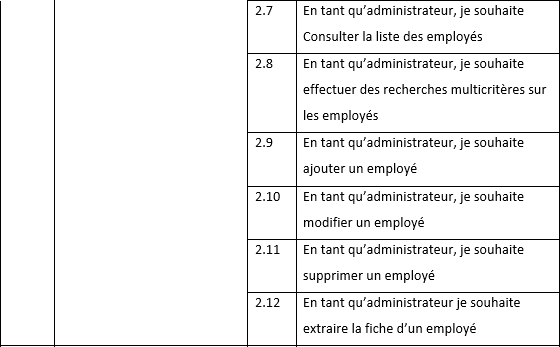 2.7 En tant qu’administrateur, je souhaite
Consulter la liste des employés
2.8 En tant qu’administrateur, je souhaite
effectuer des recherches multicritères sur
les employés
2.9 En tant qu’administrateur, je souhaite
ajouter un employé
2.10 En tant qu’administrateur, je souhaite
modifier un employé
2.11 En tant qu’administrateur, je souhaite
supprimer un employé
2.12 En tant qu’administrateur je souhaite
extraire la fiche d’un employé